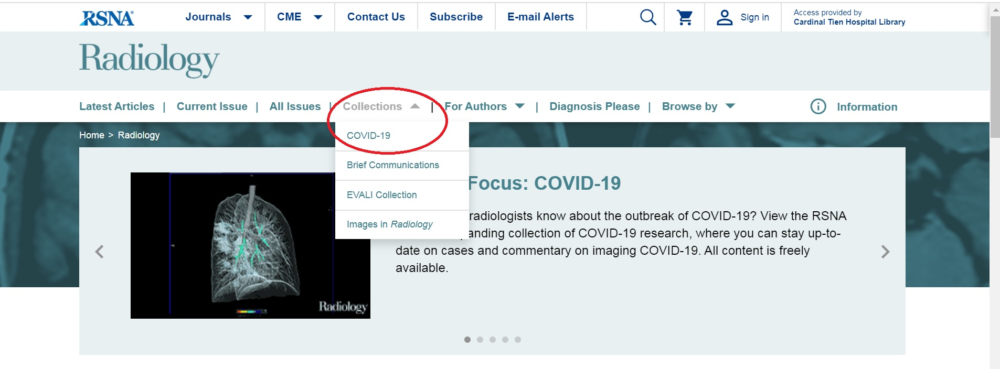 RSNA®
Journals
CME
Contact Us
Subscribe
E-mail Alerts
Sign in
Access provided by
Cardinal Tien Hospital Library
Radiology
Latest Articles | Current Issue | All Issues | Collections | For Authors | Diagnosis Please | Browse by
Information
Home > Radiology
COVID-19
Brief Communications
EVALI Collection
Images in Radiology
Focus: COVID-19
radiologists know about the outbreak of COVID-19? View the RSNA
collection of COVID-19 research, where you can stay up-to-
date on cases and commentary on imaging COVID-19. All content is freely
available.
Radiology